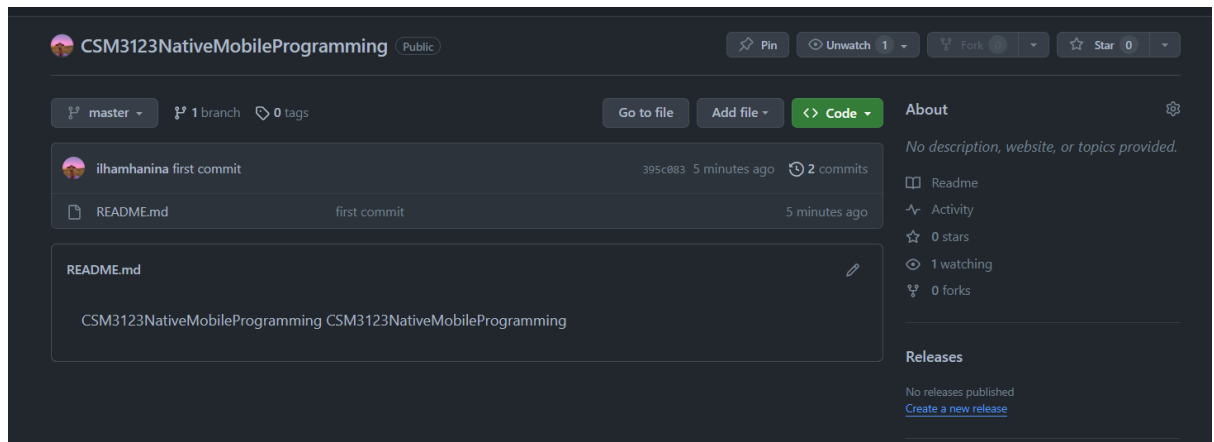 CSM3123NativeMobileProgramming Public
Pin
Unwatch 1
Fork 0
Star 0
master
1 branch
0 tags
Go to file
Add file
<> Code
ilhamhanina first commit
395c083 5 minutes ago
2 commits
README.md first commit 5 minutes ago
README.md
CSM3123NativeMobileProgramming CSM3123NativeMobileProgramming
About
No description, website, or topics provided.
Readme
Activity
0 stars
1 watching
0 forks
Releases
No releases published
Create a new release